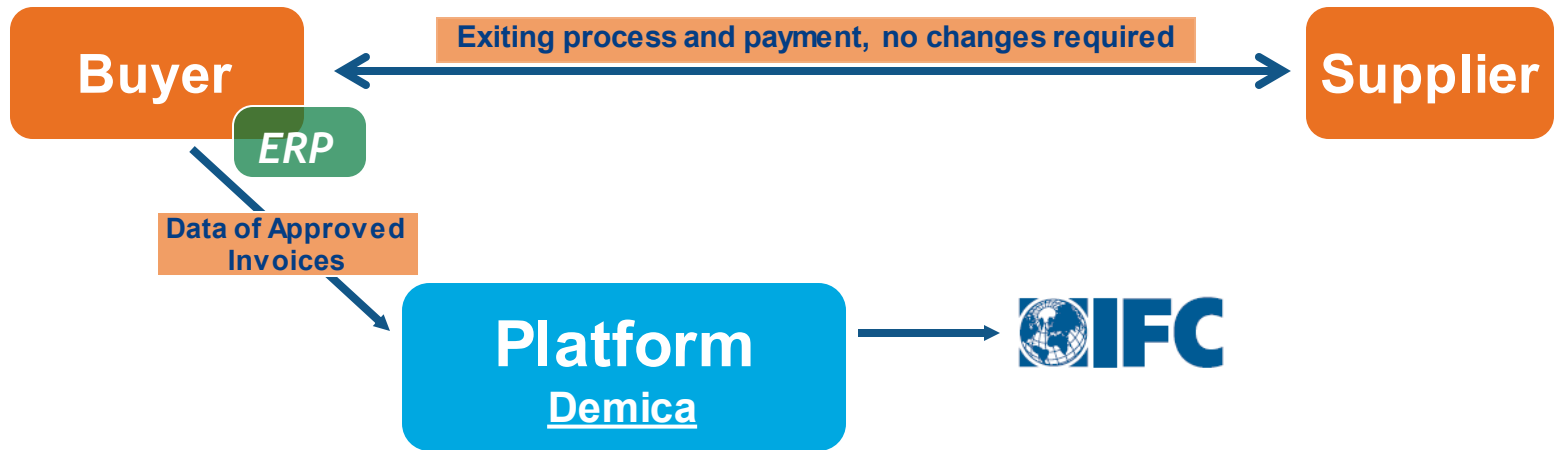 Exiting process and payment, no changes required
Buyer
Supplier
ERP
Data of Approved
Invoices
Platform
Demica
IFC